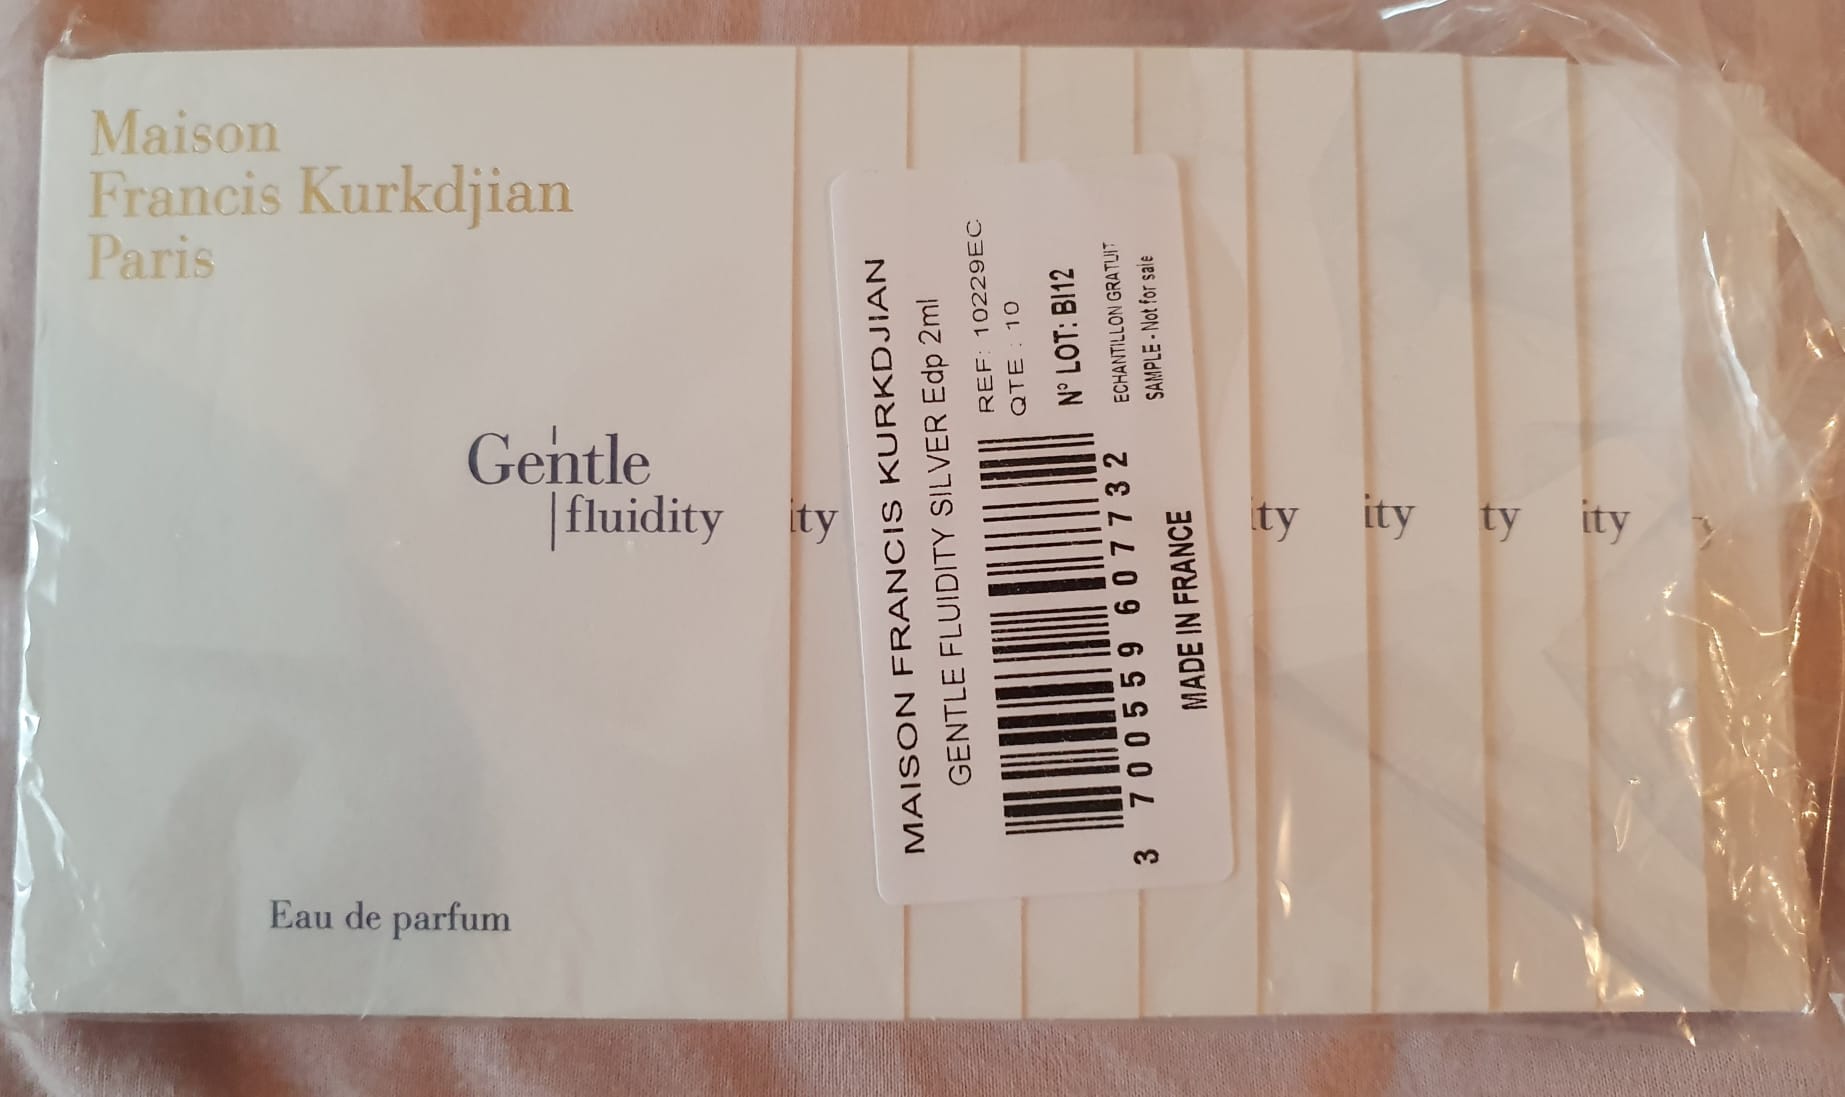 Maison
Francis Kurkdjian
Paris
Gentle
fluidity
Eau de parfum
ity
MAISON FRANCIS KURKDJIAN
GENTLE FLUIDITY SILVER Edp 2ml
REF: 10229EC
QTE : 10
N° LOT: BI12
ECHANTILLON GRATUIT
SAMPLE - Not for sale
3 700559 607732
MADE IN FRANCE
ity
ity
ty
ity